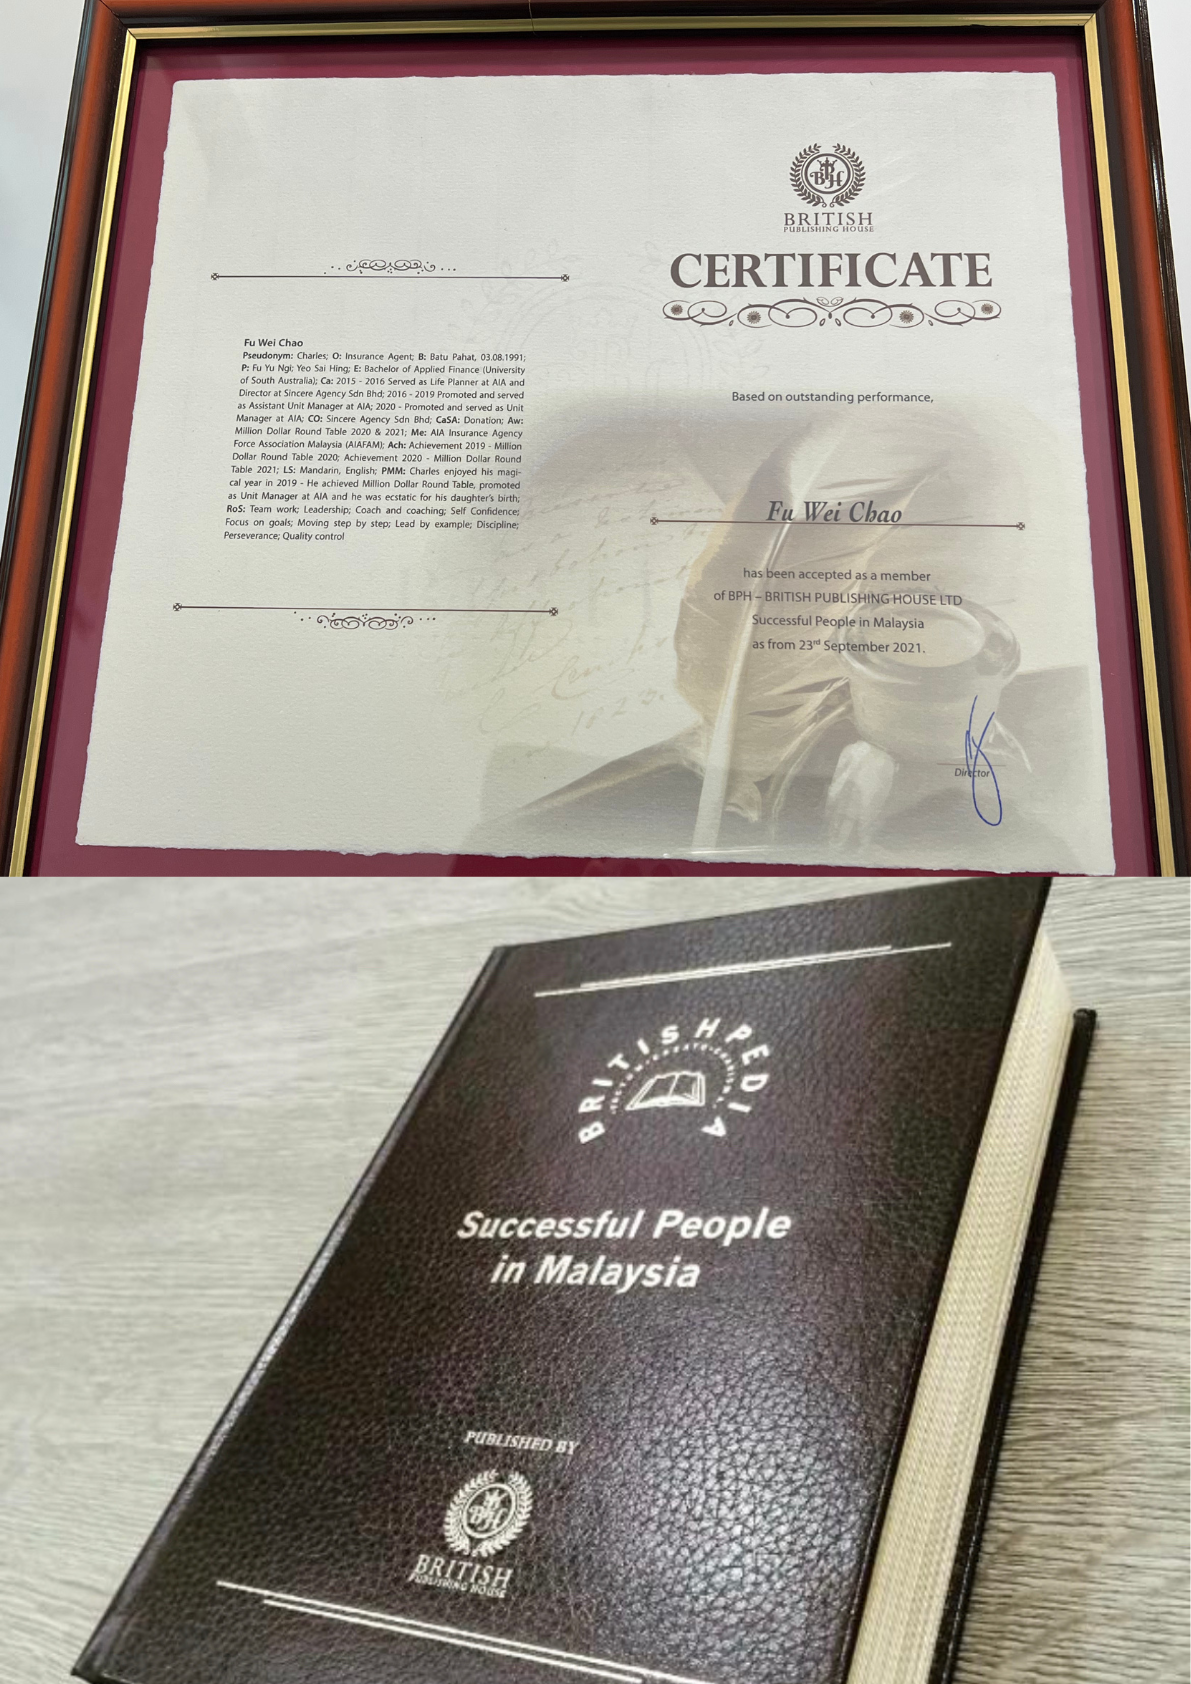 Fu Wei Chao
Pseudonym: Charles; O: Insurance Agent; B: Batu Pahat, 03.08.1991;
P: Fu Yu Ngi; Yeo Sai Hing; E: Bachelor of Applied Finance (University
of South Australia); Ca: 2015 - 2016 Served as Life Planner at AIA and
Director at Sincere Agency Sdn Bhd; 2016 - 2019 Promoted and served
as Assistant Unit Manager at AIA; 2020 - Promoted and served as Unit
Manager at AIA; CO: Sincere Agency Sdn Bhd; CaSA: Donation; Aw:
Million Dollar Round Table 2020 & 2021; Me: AIA Insurance Agency
Force Association Malaysia (AIAFAM); Ach: Achievement 2019 - Million
Dollar Round Table 2020; Achievement 2020 - Million Dollar Round
Table 2021; LS: Mandarin, English; PMM: Charles enjoyed his magi-
cal year in 2019 - He achieved Million Dollar Round Table, promoted
as Unit Manager at AIA and he was ecstatic for his daughter's birth;
RoS: Team work; Leadership; Coach and coaching; Self Confidence;
Focus on goals; Moving step by step; Lead by example; Discipline;
Perseverance; Quality control
BPH
BRITISH
PUBLISHING HOUSE
CERTIFICATE
Based on outstanding performance,
Fu Wei Chao
has been accepted as a member
of BPH – BRITISH PUBLISHING HOUSE LTD
Successful People in Malaysia
as from 23rd September 2021.
Director
BRITISHPEDIA
Successful People
in Malaysia
PUBLISHED BY
BPH
BRITISH
PUBLISHING HOUSE